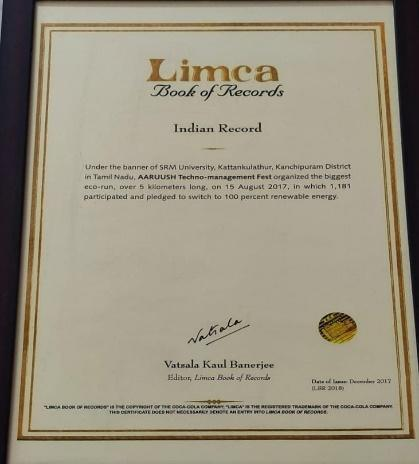 Limca
Book of Records
Indian Record
Under the banner of SRM University, Kattankulathur, Kanchipuram District
in Tamil Nadu, AARUUSH Techno-management Fest organized the biggest
eco-run, over 5 kilometers long, on 15 August 2017, in which 1,181
participated and pledged to switch to 100 percent renewable energy.
Vatsala
Vatsala Kaul Banerjee
Editor, Limca Book of Records
Date of Issue: December 2017
(LBR 2018)
"LIMCA BOOK OF RECORDS" IS THE COPYRIGHT OF THE COCA-COLA COMPANY. "LIMCA" IS THE REGISTERED TRADEMARK OF THE COCA-COLA COMPANY.
THIS CERTIFICATE DOES NOT NECESSARILY DENOTE AN ENTRY INTO LIMCA BOOK OF RECORDS.